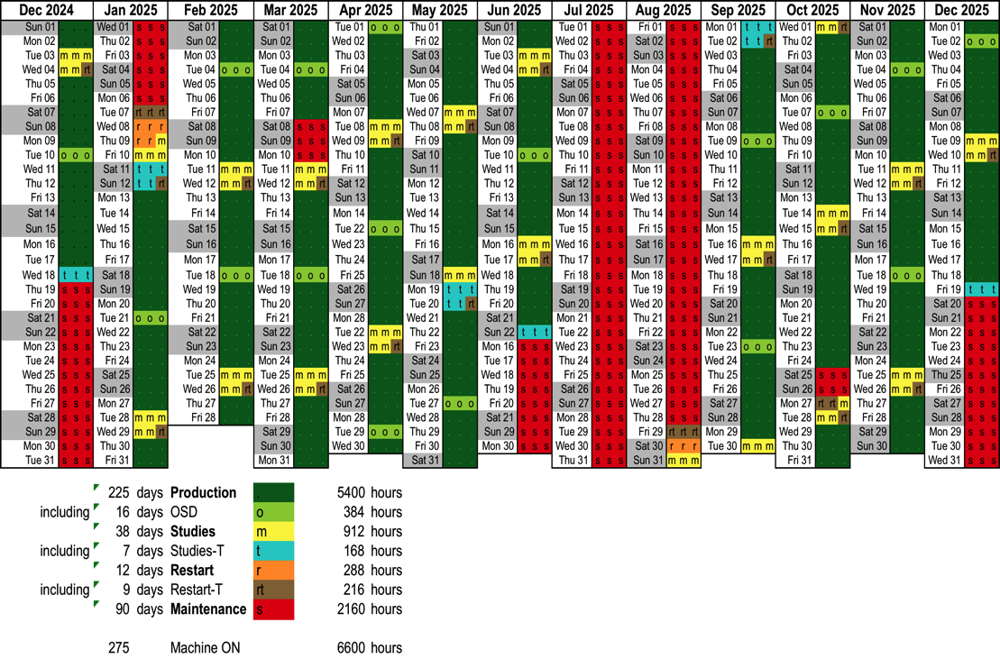 Dec 2024 Jan 2025 Feb 2025 Mar 2025 Apr 2025 May 2025 Jun 2025 Jul 2025 Aug 2025 Sep 2025 Oct 2025 Nov 2025 Dec 2025
Sun 01 Wed 01 s s s Sat 01 Sat 01 Tue 01 o o o Thu 01 Sun 01 Tue 01 s s s Fri 01 s s s Mon 01 t t t Wed 01 m m rt Sat 01 Mon 01
Mon 02 Thu 02 s s s Sun 02 Sun 02 Wed 02 Fri 02 Mon 02 Wed 02 s s s Sat 02 s s s Tue 02 t t rt Thu 02 Sun 02 Tue 02 o o o
Tue 03 m m m Fri 03 s s s Mon 03 Mon 03 Thu 03 Sat 03 Tue 03 m m m Thu 03 s s s Sun 03 s s s Wed 03 Fri 03 Mon 03 Wed 03
Wed 04 m m rt Sat 04 s s s Tue 04 o o o Tue 04 o o o Fri 04 Sun 04 Wed 04 m m rt Fri 04 s s s Mon 04 s s s Thu 04 Sat 04 Tue 04 o o o Thu 04
Thu 05 Sun 05 s s s Wed 05 Wed 05 Sat 05 Mon 05 Thu 05 Sat 05 s s s Tue 05 s s s Fri 05 Sun 05 Wed 05 Fri 05
Fri 06 Mon 06 s s s Thu 06 Thu 06 Sun 06 Tue 06 Fri 06 Sun 06 s s s Wed 06 s s s Sat 06 Mon 06 Thu 06 Sat 06
Sat 07 Tue 07 rt rt rt Fri 07 Fri 07 Mon 07 Wed 07 m m m Sat 07 Mon 07 s s s Thu 07 s s s Sun 07 Tue 07 o o o Fri 07 Sun 07
Sun 08 Wed 08 r r r Sat 08 Sat 08 s s s Tue 08 m m m Thu 08 m m rt Sun 08 Tue 08 s s s Fri 08 s s s Mon 08 Wed 08 Sat 08 Mon 08
Mon 09 Thu 09 r r m Sun 09 Sun 09 s s s Wed 09 m m rt Fri 09 Mon 09 Wed 09 s s s Sat 09 s s s Tue 09 o o o Thu 09 Sun 09 Tue 09 m m m
Tue 10 o o o Fri 10 m m m Mon 10 Mon 10 s s s Thu 10 Sat 10 Tue 10 o o o Thu 10 s s s Sun 10 s s s Wed 10 Fri 10 Mon 10 Wed 10 m m rt
Wed 11 Sat 11 t t t Tue 11 m m m Tue 11 m m m Fri 11 Sun 11 Wed 11 Fri 11 s s s Mon 11 s s s Thu 11 Sat 11 Tue 11 m m m Thu 11
Thu 12 Sun 12 t t rt Wed 12 m m rt Wed 12 m m rt Sat 12 Mon 12 Thu 12 Sat 12 s s s Tue 12 s s s Fri 12 Sun 12 Wed 12 m m rt Fri 12
Fri 13 Mon 13 Thu 13 Thu 13 Sun 13 Tue 13 Fri 13 Sun 13 s s s Wed 13 s s s Sat 13 Mon 13 Thu 13 Sat 13
Sat 14 Tue 14 Fri 14 Fri 14 Mon 14 Wed 14 Sat 14 Mon 14 s s s Thu 14 s s s Sun 14 Tue 14 m m m Fri 14 Sun 14
Sun 15 Wed 15 Sat 15 Sat 15 Tue 22 o o o Thu 15 Sun 15 Tue 15 s s s Fri 15 s s s Mon 15 Wed 15 m m rt Sat 15 Mon 15
Mon 16 Thu 16 Sun 16 Sun 16 Wed 23 Fri 16 Mon 16 m m m Wed 16 s s s Sat 16 s s s Tue 16 m m m Thu 16 Sun 16 Tue 16
Tue 17 Fri 17 Mon 17 Mon 17 Thu 24 Sat 17 Tue 17 m m rt Thu 17 s s s Sun 17 s s s Wed 17 m m rt Fri 17 Mon 17 Wed 17
Wed 18 t t t Sat 18 Tue 18 o o o Tue 18 o o o Fri 25 Sun 18 m m m Wed 18 Fri 18 s s s Mon 18 s s s Thu 18 Sat 18 Tue 18 o o o Thu 18
Thu 19 s s s Sun 19 Wed 19 Wed 19 Sat 26 Mon 19 t t t Thu 19 Sat 19 s s s Tue 19 s s s Fri 19 Sun 19 Wed 19 Fri 19 t t t
Fri 20 s s s Mon 20 Thu 20 Thu 20 Sun 27 Tue 20 t t rt Fri 20 Sun 20 s s s Wed 20 s s s Sat 20 Mon 20 Thu 20 Sat 20 s s s
Sat 21 s s s Tue 21 o o o Fri 21 Fri 21 Mon 28 Wed 21 Sat 21 Mon 21 s s s Thu 21 s s s Sun 21 Tue 21 Fri 21 Sun 21 s s s
Sun 22 s s s Wed 22 Sat 22 Sat 22 Tue 22 m m m Thu 22 Sun 22 t t t Tue 22 s s s Fri 22 s s s Mon 22 Wed 22 Sat 22 Mon 22 s s s
Mon 23 s s s Thu 23 Sun 23 Sun 23 Wed 23 m m rt Fri 23 Mon 16 s s s Wed 23 s s s Sat 23 s s s Tue 23 o o o Thu 23 Sun 23 Tue 23 s s s
Tue 24 s s s Fri 24 Mon 24 Mon 24 Thu 24 Sat 24 Tue 17 s s s Thu 24 s s s Sun 24 s s s Wed 24 Fri 24 Mon 24 Wed 24 s s s
Wed 25 s s s Sat 25 Tue 25 m m m Tue 25 m m m Fri 25 Sun 25 Wed 18 s s s Fri 25 s s s Mon 25 s s s Thu 25 Sat 25 s s s Tue 25 m m m Thu 25 s s s
Thu 26 s s s Sun 26 Wed 26 m m rt Wed 26 m m rt Sat 26 Mon 26 Thu 19 s s s Sat 26 s s s Tue 26 s s s Fri 26 Sun 26 s s s Wed 26 m m rt Fri 26 s s s
Fri 27 s s s Mon 27 Thu 27 Thu 27 Sun 27 Tue 27 o o o Fri 20 s s s Sun 27 s s s Wed 27 s s s Sat 27 Mon 27 rt rt m Thu 27 Sat 27 s s s
Sat 28 s s s Tue 28 m m m Fri 28 Fri 28 Mon 28 Wed 28 Sat 21 s s s Mon 28 s s s Thu 28 s s s Sun 28 Tue 28 m m rt Fri 28 Sun 28 s s s
Sun 29 s s s Wed 29 m m rt Sat 29 Tue 29 o o o Thu 29 Sun 29 s s s Tue 29 s s s Fri 29 rt rt rt Mon 29 Wed 29 Sat 29 Mon 29 s s s
Mon 30 s s s Thu 30 Sun 30 Wed 30 Fri 30 Mon 30 s s s Wed 30 s s s Sat 30 r r r Tue 30 m m m Thu 30 Sun 30 Tue 30 s s s
Tue 31 s s s Fri 31 Mon 31 Sat 31 Thu 31 s s s Sun 31 m m m Fri 31 Wed 31 s s s
225 days Production . 5400 hours
including 16 days OSD o 384 hours
38 days Studies m 912 hours
including 7 days Studies-T t 168 hours
12 days Restart r 288 hours
including 9 days Restart-T rt 216 hours
90 days Maintenance s 2160 hours
275 Machine ON 6600 hours